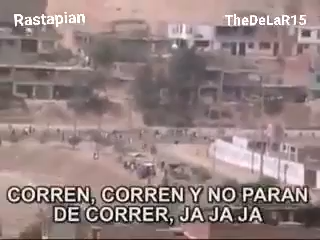 Rastapian
TheDeLaR15
CORREN, CORREN Y NO PARAN
DE CORRER, JA JA JA